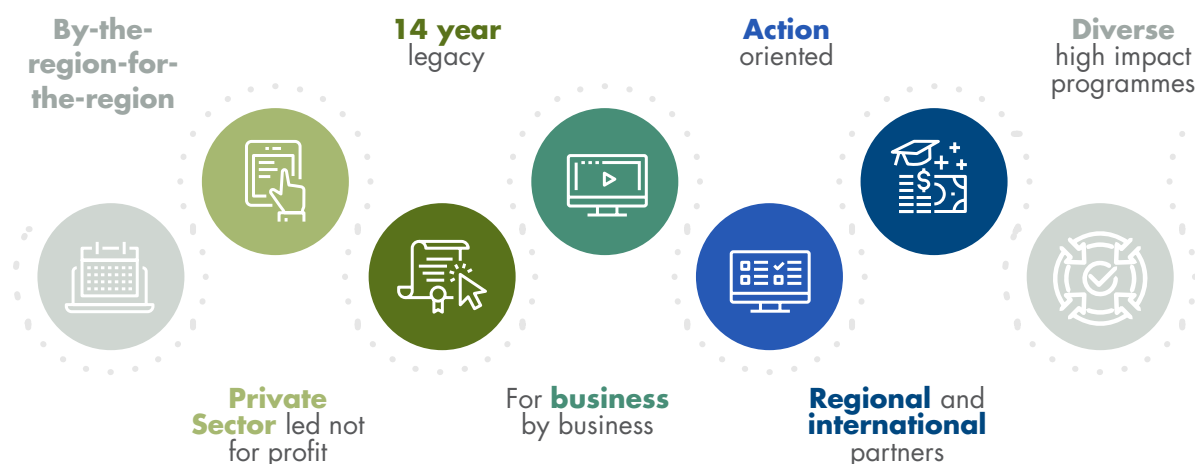 By-the-
region-for-
the-region
14 year
legacy
Action
oriented
Diverse
high impact
programmes
$
Private
Sector led not
for profit
For business
by business
Regional and
international
partners